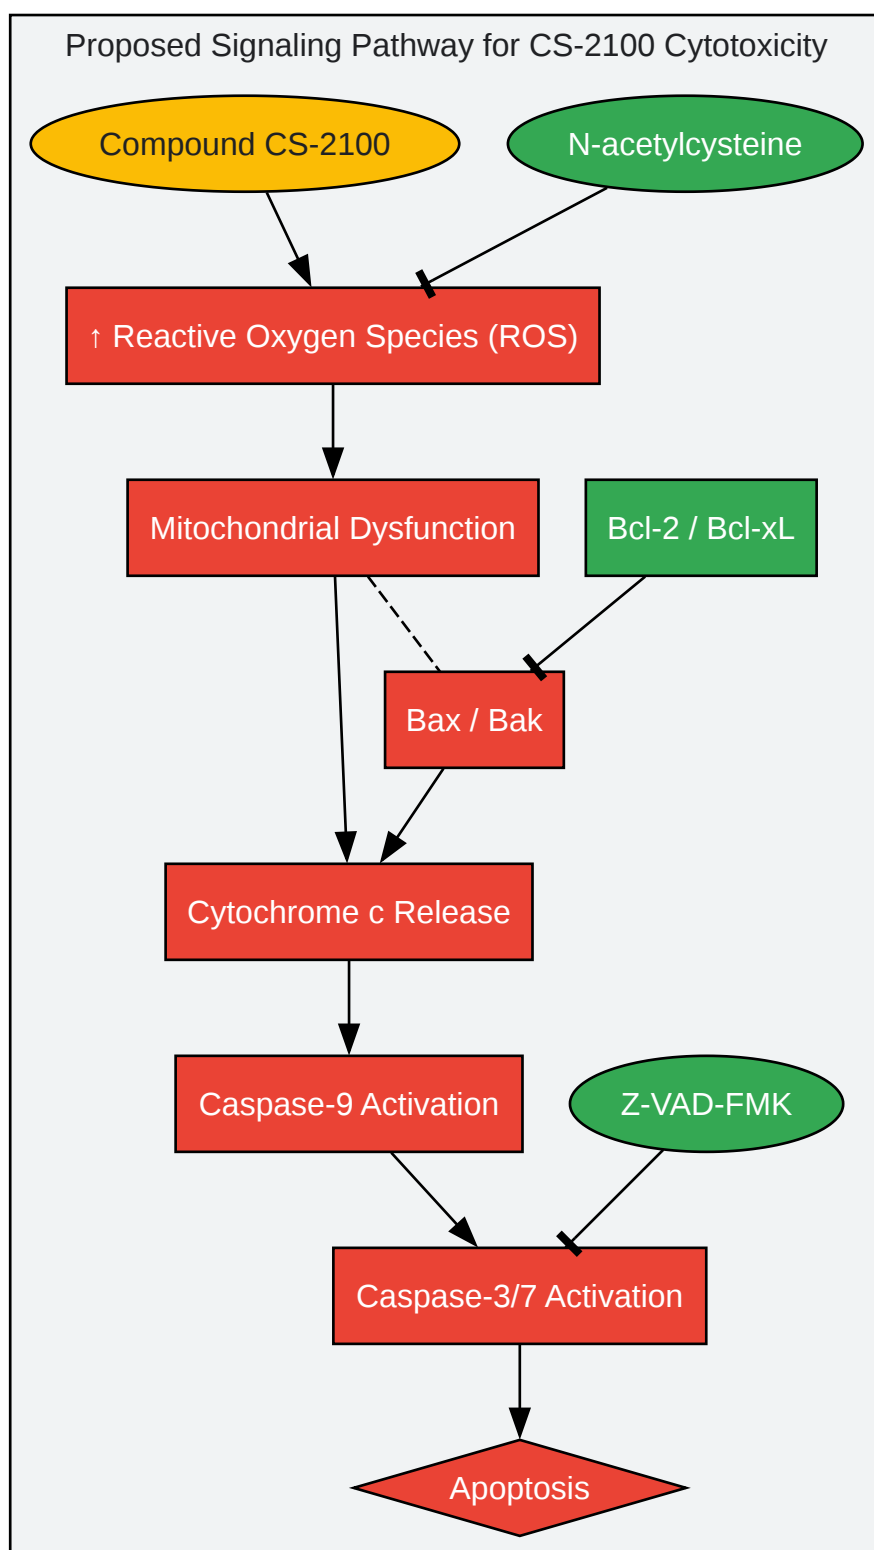 Proposed Signaling Pathway for CS-2100 Cytotoxicity
Compound CS-2100
N-acetylcysteine
↑ Reactive Oxygen Species (ROS)
Mitochondrial Dysfunction
Bcl-2 / Bcl-xL
Bax / Bak
Cytochrome c Release
Caspase-9 Activation
Z-VAD-FMK
Caspase-3/7 Activation
Apoptosis